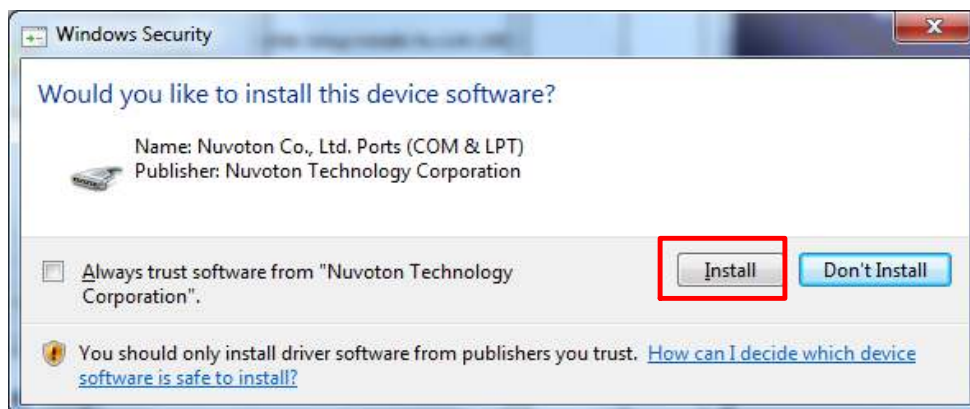 Windows Security
Would you like to install this device software?
Name: Nuvoton Co., Ltd. Ports (COM & LPT)
Publisher: Nuvoton Technology Corporation
Always trust software from "Nuvoton Technology
Corporation".
Install
Don't Install
You should only install driver software from publishers you trust. How can I decide which device
software is safe to install?